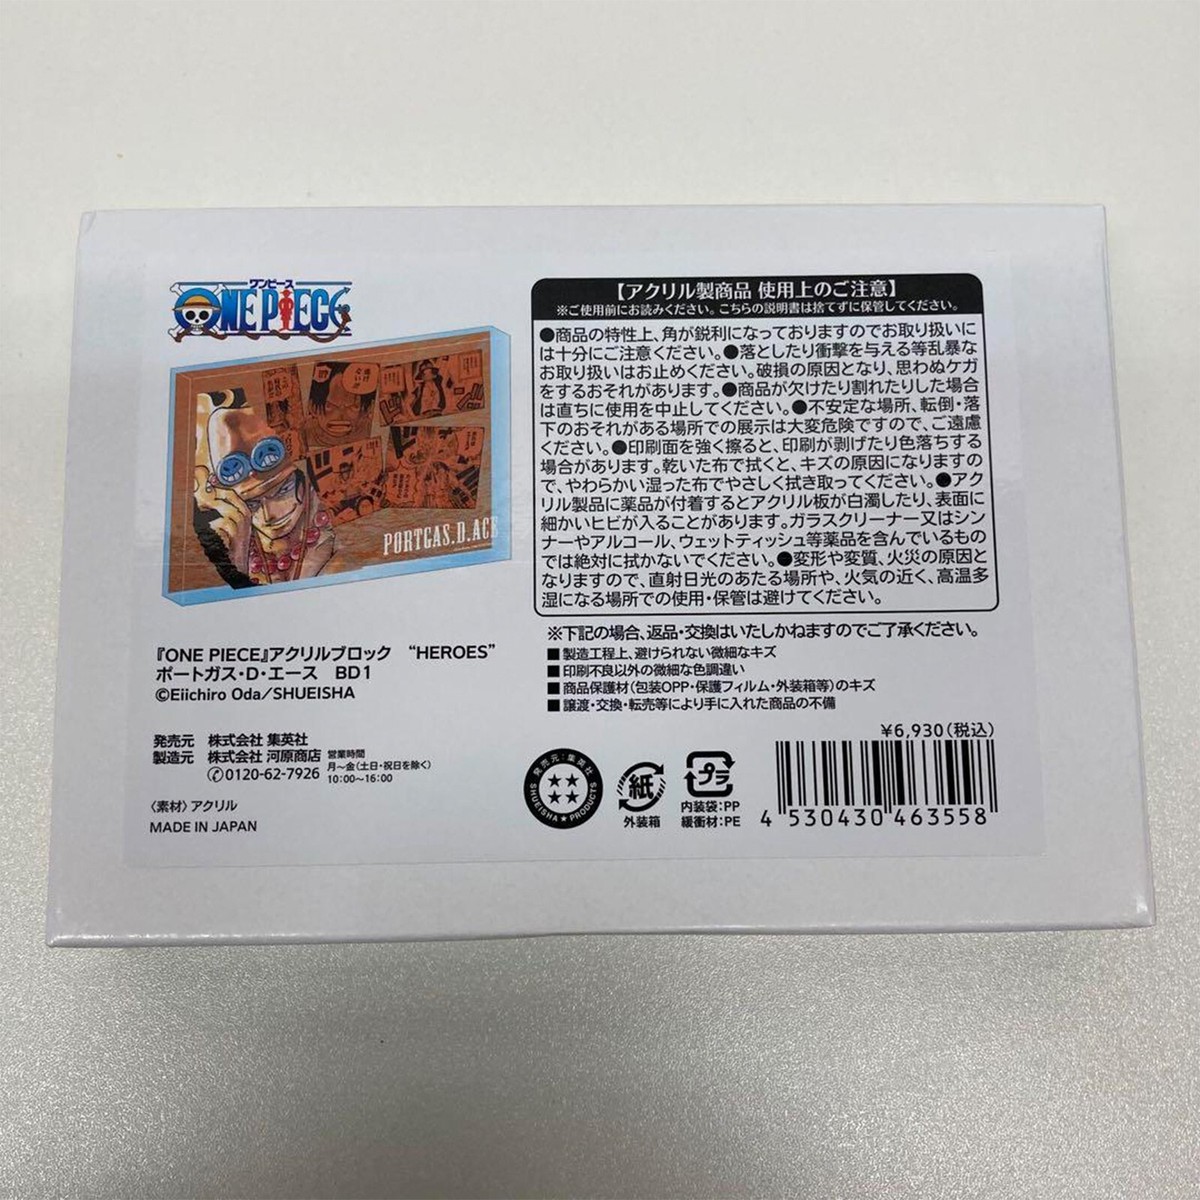 ワンピース
ONE PIECE
PORTGAS.D.ACE
『ONE PIECE』アクリルブロック “HEROES”
ポートガス・D・エース BD1
©Eiichiro Oda/SHUEISHA
発売元 株式会社 集英社
製造元 株式会社 河原商店
0120-62-7926
営業時間
月~金(土日・祝日を除く)
10:00~16:00
〈素材〉アクリル
MADE IN JAPAN
【アクリル製商品 使用上のご注意】
※ご使用前にお読みください。こちらの説明書は捨てずに保管してください。
●商品の特性上、角が鋭利になっておりますのでお取り扱いに
は十分にご注意ください。●落としたり衝撃を与える等乱暴な
お取り扱いはお止めください。破損の原因となり、思わぬケガ
をするおそれがあります。●商品が欠けたり割れたりした場合
は直ちに使用を中止してください。●不安定な場所、転倒・落
下のおそれがある場所での展示は大変危険ですので、ご遠慮
ください。●印刷面を強く擦ると、印刷が剥げたり色落ちする
場合があります。乾いた布で拭くと、キズの原因になりますの
で、やわらかい湿った布でやさしく拭き取ってください。●アク
リル製品に薬品が付着するとアクリル板が白濁したり、表面に
細かいヒビが入ることがあります。ガラスクリーナー又はシン
ナーやアルコール、ウェットティッシュ等薬品を含んでいるもの
では絶対に拭かないでください。●変形や変質、火災の原因と
なりますので、直射日光のあたる場所や、火気の近く、高温多
湿になる場所での使用・保管は避けてください。
※下記の場合、返品・交換はいたしかねますのでご了承ください。
■製造工程上、避けられない微細なキズ
■印刷不良以外の微細な色調違い
■商品保護材(包装OPP・保護フィルム・外装箱等)のキズ
■譲渡・交換・転売等により手に入れた商品の不備
¥6,930(税込)
発売元:集英社
SHUEISHA★PRODUCTS
紙
外装箱
プラ
内装袋:PP
緩衝材:PE
4 530430 463558